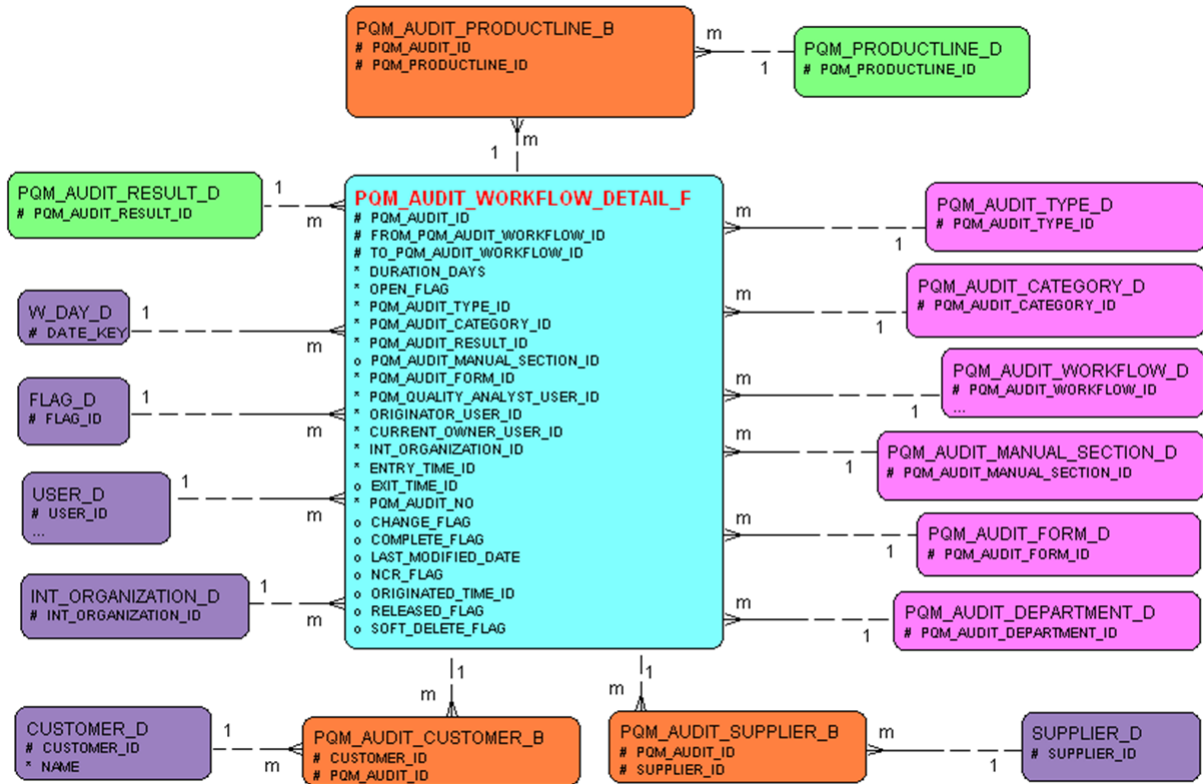 PQM_AUDIT_PRODUCTLINE_B
# PQM_AUDIT_ID
# PQM_PRODUCTLINE_ID
m
1
PQM_PRODUCTLINE_D
# PQM_PRODUCTLINE_ID
m
1
PQM_AUDIT_RESULT_D
# PQM_AUDIT_RESULT_ID
1
m
W_DAY_D
# DATE_KEY
1
m
FLAG_D
# FLAG_ID
1
m
USER_D
# USER_ID
...
1
m
INT_ORGANIZATION_D
# INT_ORGANIZATION_ID
1
m
PQM_AUDIT_WORKFLOW_DETAIL_F
# PQM_AUDIT_ID
# FROM_PQM_AUDIT_WORKFLOW_ID
# TO_PQM_AUDIT_WORKFLOW_ID
* DURATION_DAYS
* OPEN_FLAG
* PQM_AUDIT_TYPE_ID
* PQM_AUDIT_CATEGORY_ID
* PQM_AUDIT_RESULT_ID
o PQM_AUDIT_MANUAL_SECTION_ID
* PQM_AUDIT_FORM_ID
* PQM_QUALITY_ANALYST_USER_ID
* ORIGINATOR_USER_ID
* CURRENT_OWNER_USER_ID
* INT_ORGANIZATION_ID
* ENTRY_TIME_ID
o EXIT_TIME_ID
* PQM_AUDIT_NO
o CHANGE_FLAG
o COMPLETE_FLAG
o LAST_MODIFIED_DATE
o NCR_FLAG
o ORIGINATED_TIME_ID
o RELEASED_FLAG
o SOFT_DELETE_FLAG
m
1
PQM_AUDIT_TYPE_D
# PQM_AUDIT_TYPE_ID
m
1
PQM_AUDIT_CATEGORY_D
# PQM_AUDIT_CATEGORY_ID
m
1
PQM_AUDIT_WORKFLOW_D
# PQM_AUDIT_WORKFLOW_ID
...
m
1
PQM_AUDIT_MANUAL_SECTION_D
# PQM_AUDIT_MANUAL_SECTION_ID
m
1
PQM_AUDIT_FORM_D
# PQM_AUDIT_FORM_ID
m
1
PQM_AUDIT_DEPARTMENT_D
# PQM_AUDIT_DEPARTMENT_ID
1
m
1
m
CUSTOMER_D
# CUSTOMER_ID
* NAME
1
m
PQM_AUDIT_CUSTOMER_B
# CUSTOMER_ID
# PQM_AUDIT_ID
PQM_AUDIT_SUPPLIER_B
# PQM_AUDIT_ID
# SUPPLIER_ID
m
1
SUPPLIER_D
# SUPPLIER_ID